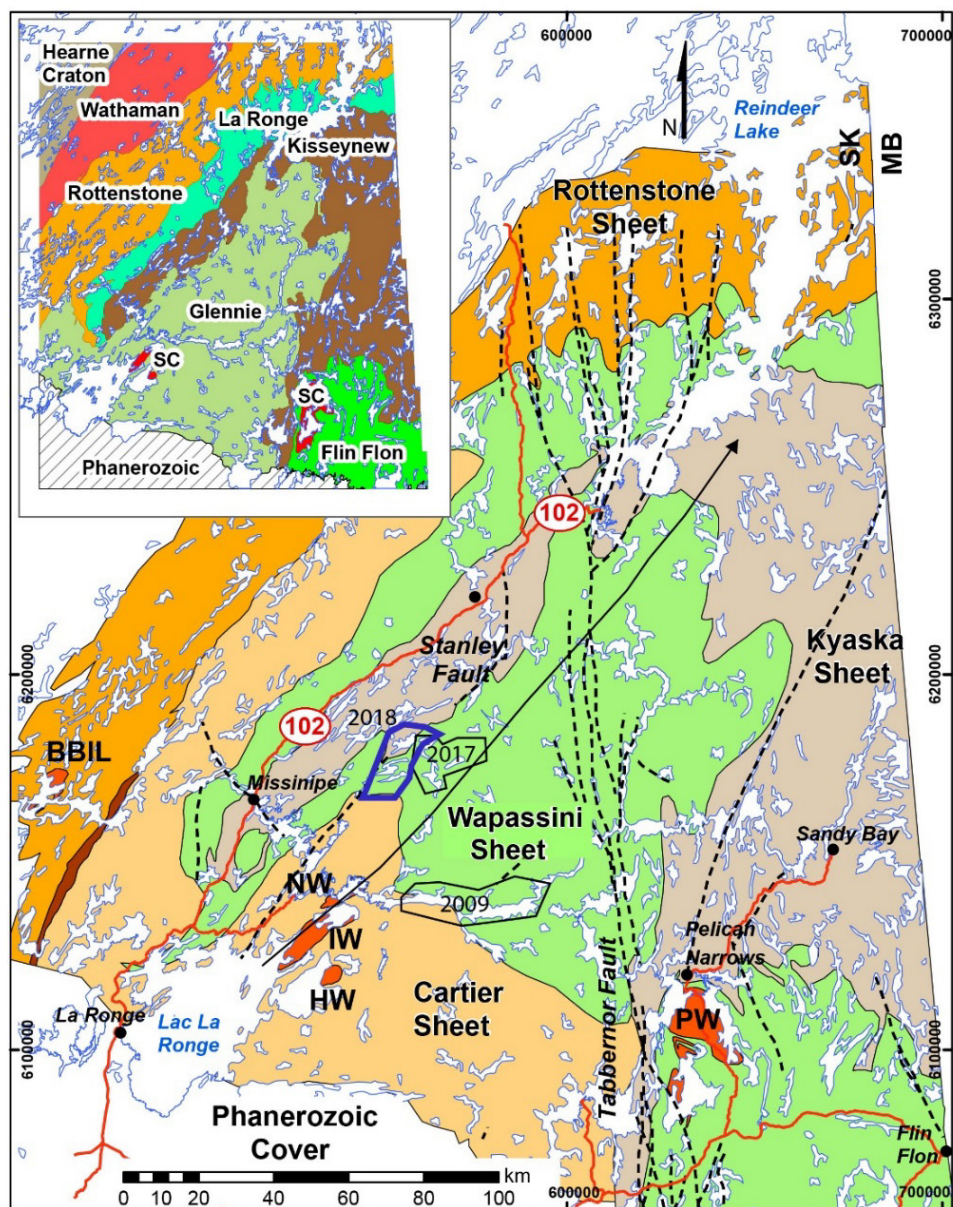 Hearne
Craton
Wathaman
La Ronge
Kisseynew
Rottenstone
Glennie
SC
SC
Flin Flon
Phanerozoic
600000
700000
N
Reindeer
Lake
SK
MB
Rottenstone
Sheet
6300000
6300000
102
Stanley
Fault
Kyaska
Sheet
6200000
6200000
102
2018
2017
BBIL
Missinipe
Wapassini
Sheet
Sandy Bay
NW
2009
IW
Pelican
Narrows
HW
Cartier
Sheet
PW
La Ronge
Lac La
Ronge
Tabbernor Fault
6100000
6100000
Phanerozoic
Cover
Flin
Flon
km
0 10 20 40 60 80 100
600000
700000